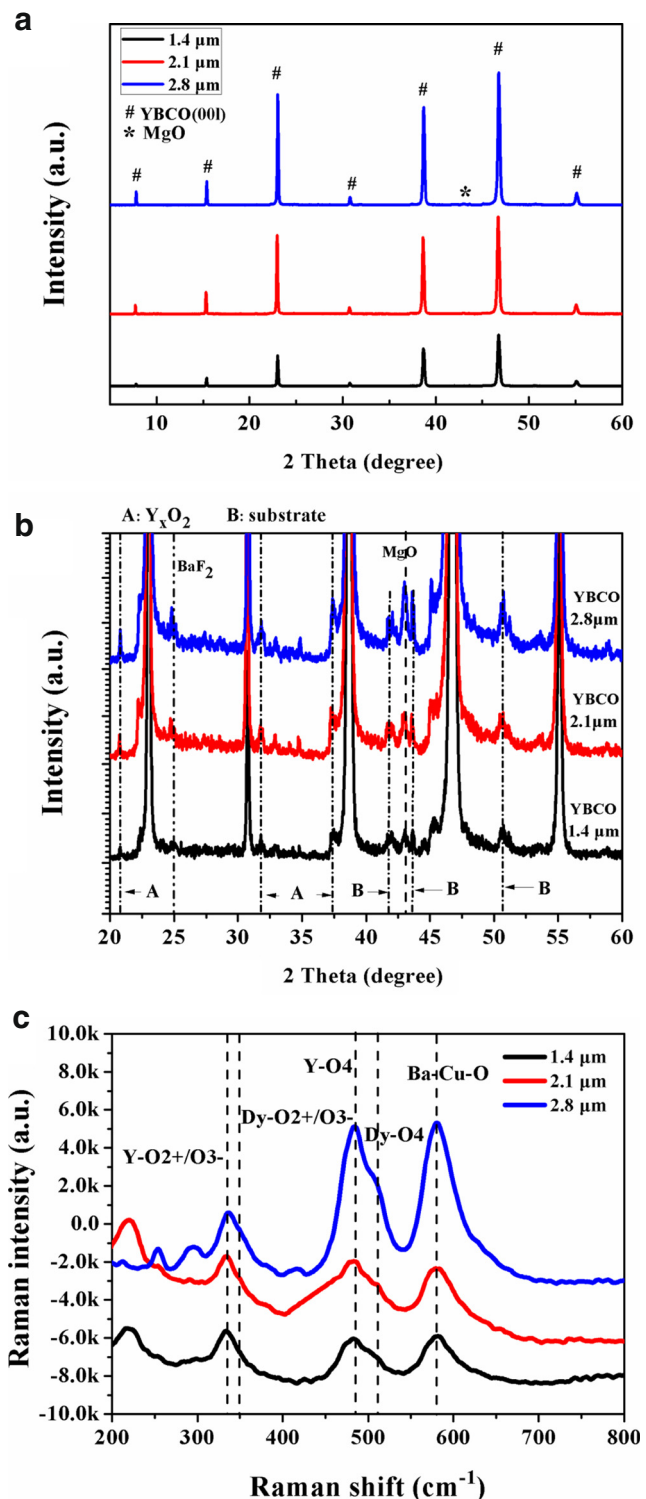 a
1.4 µm
2.1 µm
2.8 µm
# YBCO(00l)
* MgO
# # # # # # * #
Intensity (a.u.)
10 20 30 40 50 60
2 Theta (degree)
b
A: YₓO₂ B: substrate
BaF₂
MgO
YBCO
2.8µm
YBCO
2.1µm
YBCO
1.4 µm
A A B B B
Intensity (a.u.)
20 25 30 35 40 45 50 55 60
2 Theta (degree)
c
10.0k
8.0k
6.0k
4.0k
2.0k
0.0
-2.0k
-4.0k
-6.0k
-8.0k
-10.0k
1.4 µm
2.1 µm
2.8 µm
Y-O4
Ba-Cu-O
Dy-O2+/O3-
Dy-O4
Y-O2+/O3-
Raman intensity (a.u.)
200 300 400 500 600 700 800
Raman shift (cm⁻¹)